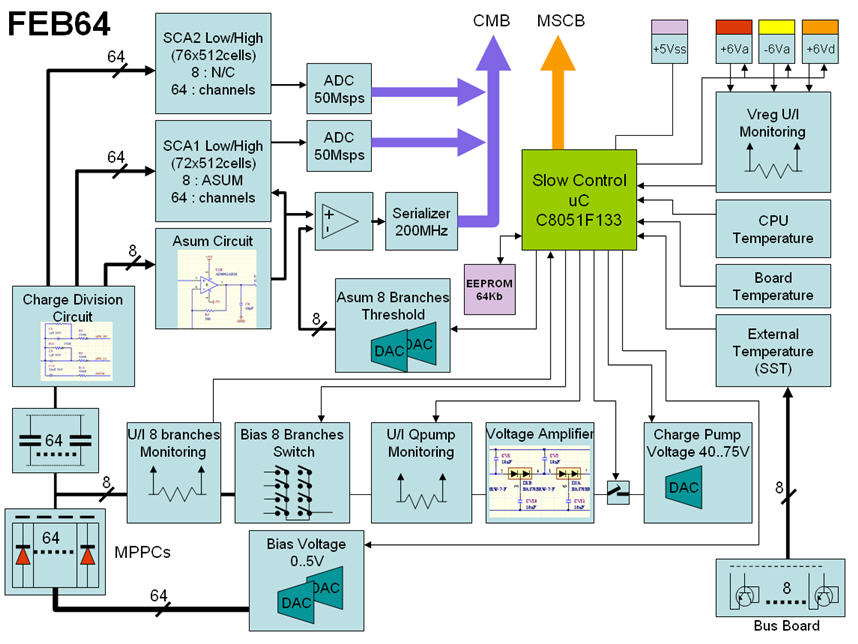 FEB64
CMB
MSCB
+5Vss
+6Va
-6Va
+6Vd
64
SCA2 Low/High
(76x512cells)
8 : N/C
64 : channels
ADC
50Msps
64
SCA1 Low/High
(72x512cells)
8 : ASUM
64 : channels
ADC
50Msps
Vreg U/I
Monitoring
Slow Control
uC
C8051F133
+
-
Serializer
200MHz
CPU
Temperature
8
Asum Circuit
EEPROM
64Kb
Board
Temperature
Charge Division
Circuit
8
Asum 8 Branches
Threshold
DAC
DAC
External
Temperature
(SST)
64
U/I 8 branches
Monitoring
Bias 8 Branches
Switch
U/I Qpump
Monitoring
Voltage Amplifier
Charge Pump
Voltage 40..75V
DAC
8
8
64
MPPCs
Bias Voltage
0..5V
DAC
DAC
64
8
Bus Board